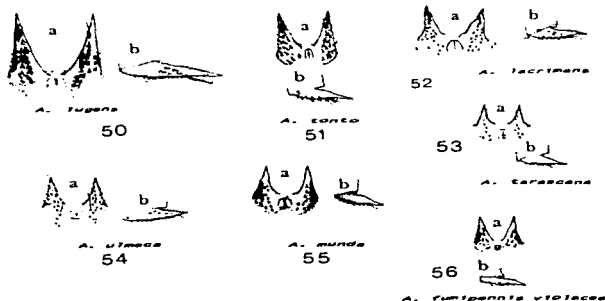 a
b
A. lugens
50
a
b
A. tonto
51
a
b
52
A. lacrimans
a
53
b
A. tarascana
a
b
A. ulmeca
54
a
b
A. munda
55
a
56
b
A. fumipennis violacea